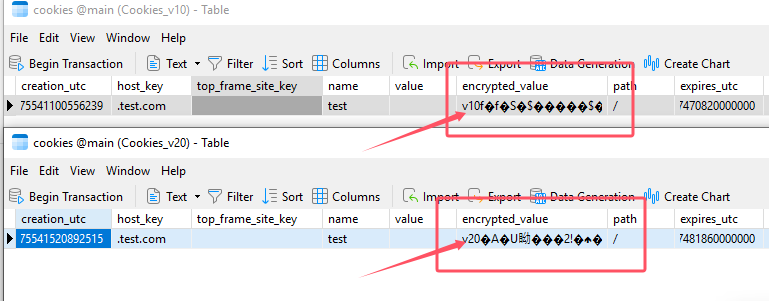 cookies @main (Cookies_v10) - Table
File Edit View Window Help
Begin Transaction Text Filter Sort Columns Import Export Data Generation Create Chart
creation_utc host_key top_frame_site_key name value encrypted_value path expires_utc
75541100556239 .test.com test v10f�f�S�$�����$� / 7470820000000
cookies @main (Cookies_v20) - Table
File Edit View Window Help
Begin Transaction Text Filter Sort Columns Import Export Data Generation Create Chart
creation_utc host_key top_frame_site_key name value encrypted_value path expires_utc
75541520892515 .test.com test v20�A�U���2!�� / 7481860000000